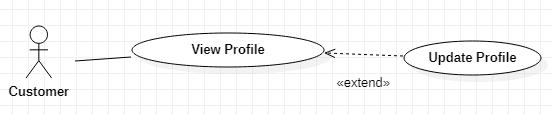 View Profile
Update Profile
«extend»
Customer